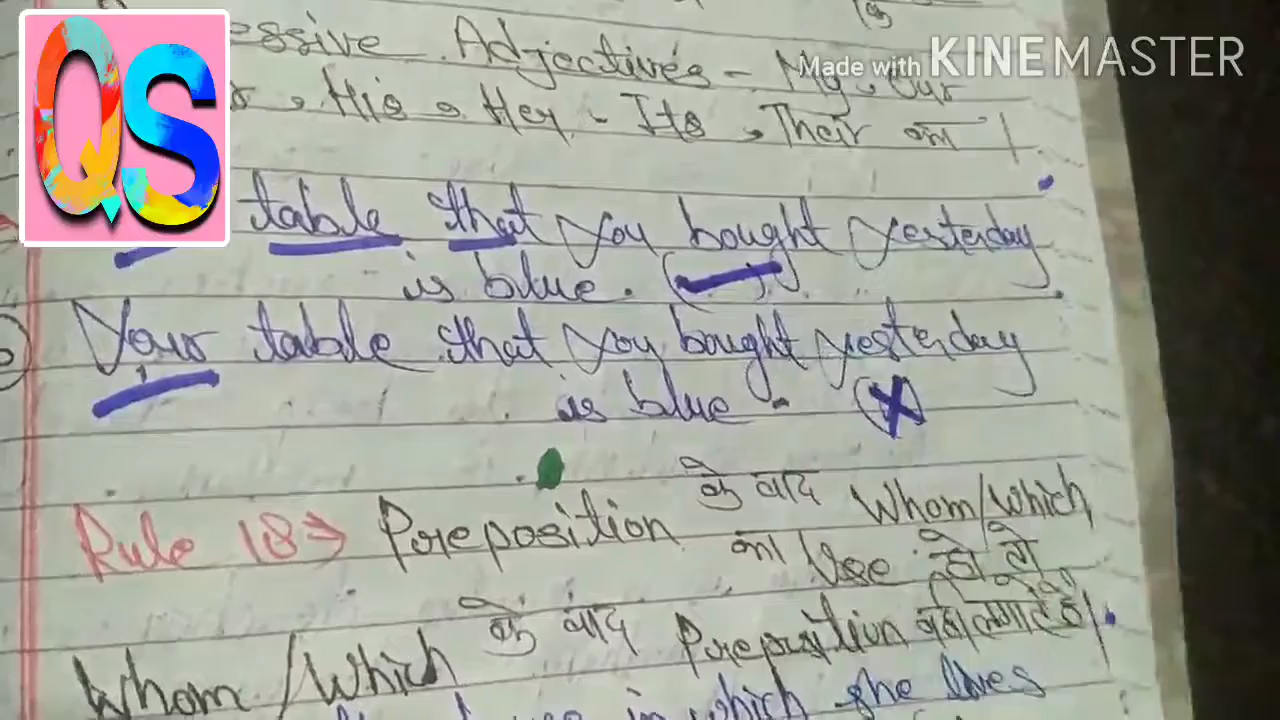 QS
Made with KINEMASTER
essive Adjectives - My, Our
, His, Her - Its, Their का।
table that you bought yesterday
is blue.
Your table that you bought yesterday
is blue.
Rule 18⇒ Preposition के बाद Whom/Which
का Use हो तो
Whom/Which के बाद Preposition नहीं लगाते है।
in which she lives